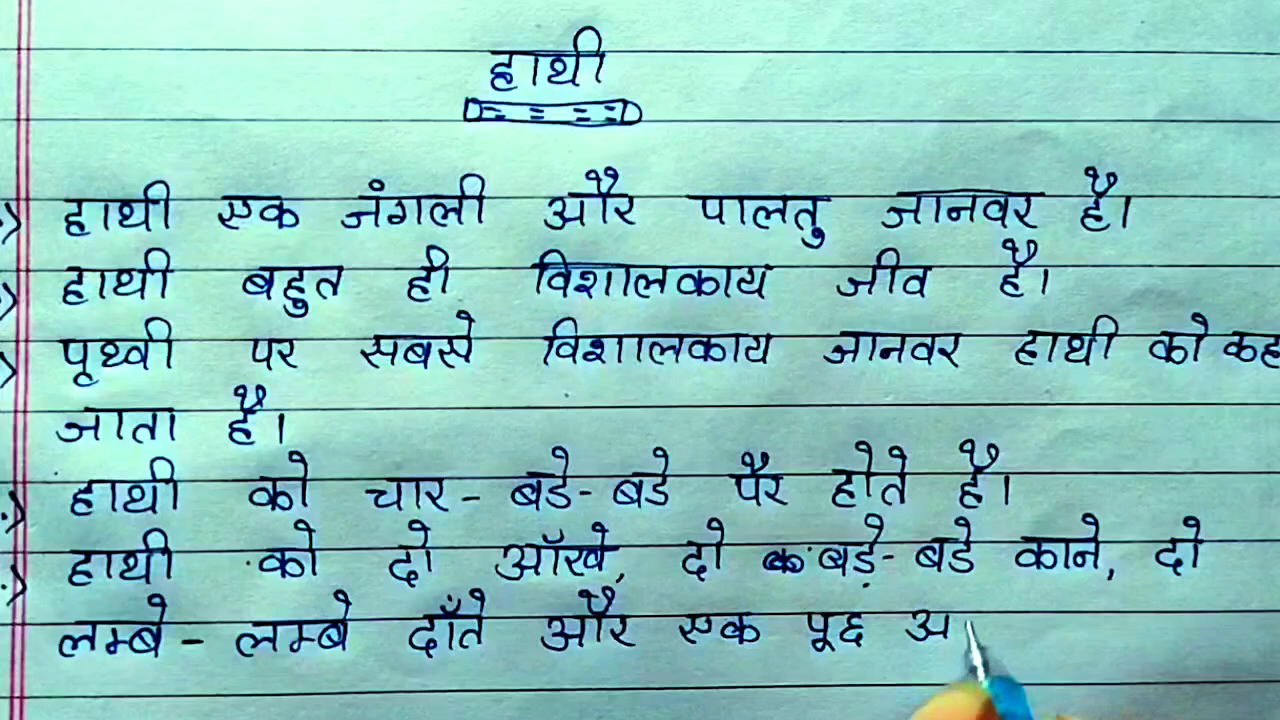 हाथी
हाथी एक जंगली और पालतु जानवर है।
हाथी बहुत ही विशालकाय जीव है।
पृथ्वी पर सबसे विशालकाय जानवर हाथी को कह
जाता है।
हाथी को चार - बडे - बडे पैर होते है।
हाथी को दो आँखे, दो बड़े - बडे काने, दो
लम्बे - लम्बे दाँते और एक पूछ अ